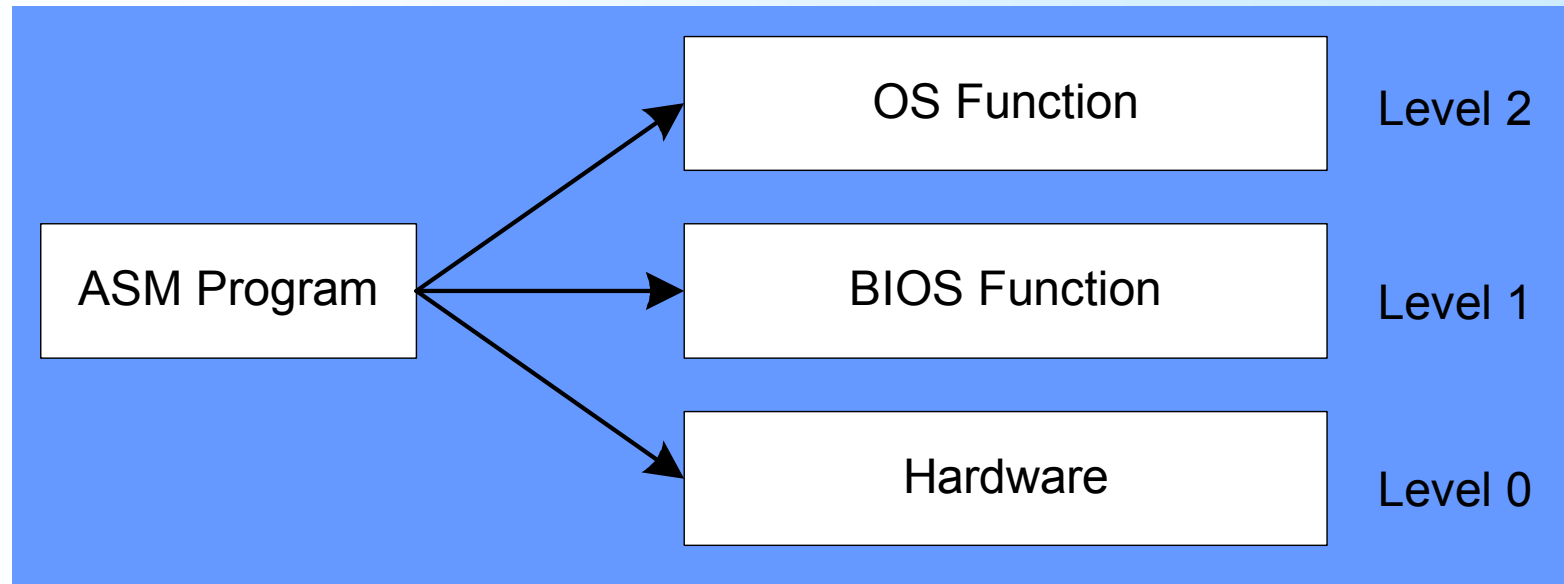 OS Function
Level 2
ASM Program
BIOS Function
Level 1
Hardware
Level 0